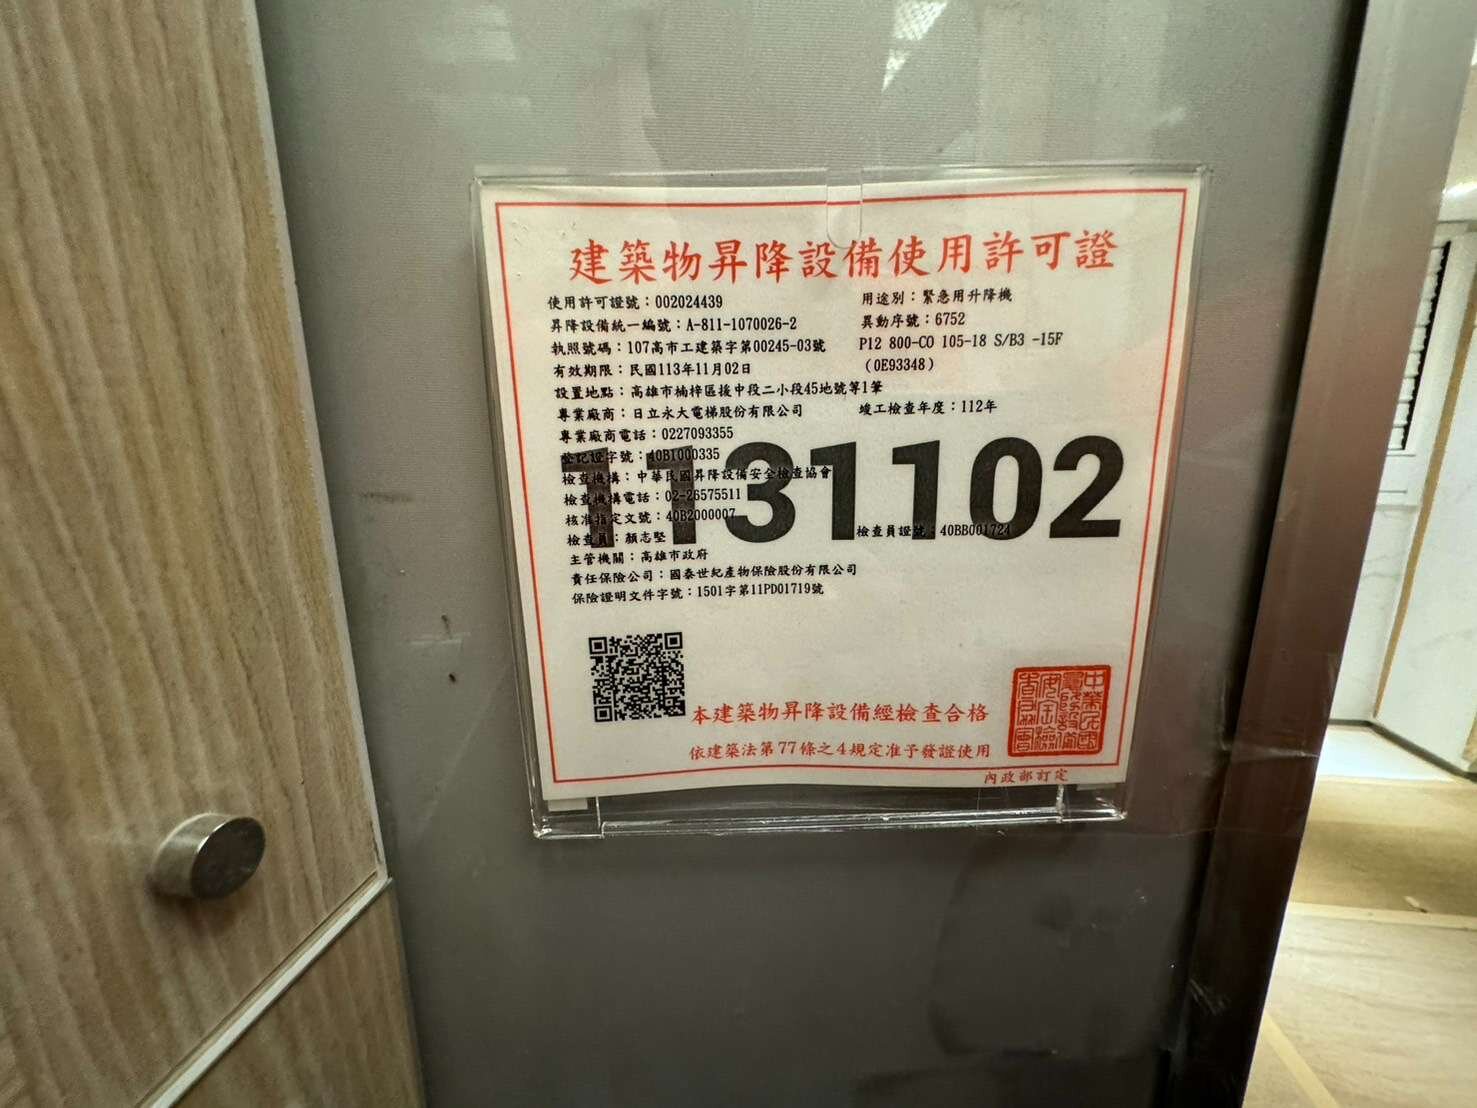 建築物昇降設備使用許可證
使用許可證號：002024439
用途別：緊急用升降機
昇降設備統一編號：A-811-1070026-2
異動序號：6752
執照號碼：107高市工建築字第00245-03號
P12 800-CO 105-18 S/B3 -15F
有效期限：民國113年11月02日
(0E93348)
設置地點：高雄市楠梓區援中段二小段45地號等1筆
專業廠商：日立永大電梯股份有限公司
竣工檢查年度：112年
專業廠商電話：0227093355
登記證字號：40B1000335
1131102
檢查機構：中華民國昇降設備安全檢查協會
檢查機構電話：02-26575511
核准指定文號：40B2000007
檢查員：顏志堅
檢查員證號：40BB001724
主管機關：高雄市政府
責任保險公司：國泰世紀產物保險股份有限公司
保險證明文件字號：1501字第11PD01719號
本建築物昇降設備經檢查合格
依建築法第77條之4規定准予發證使用
內政部訂定